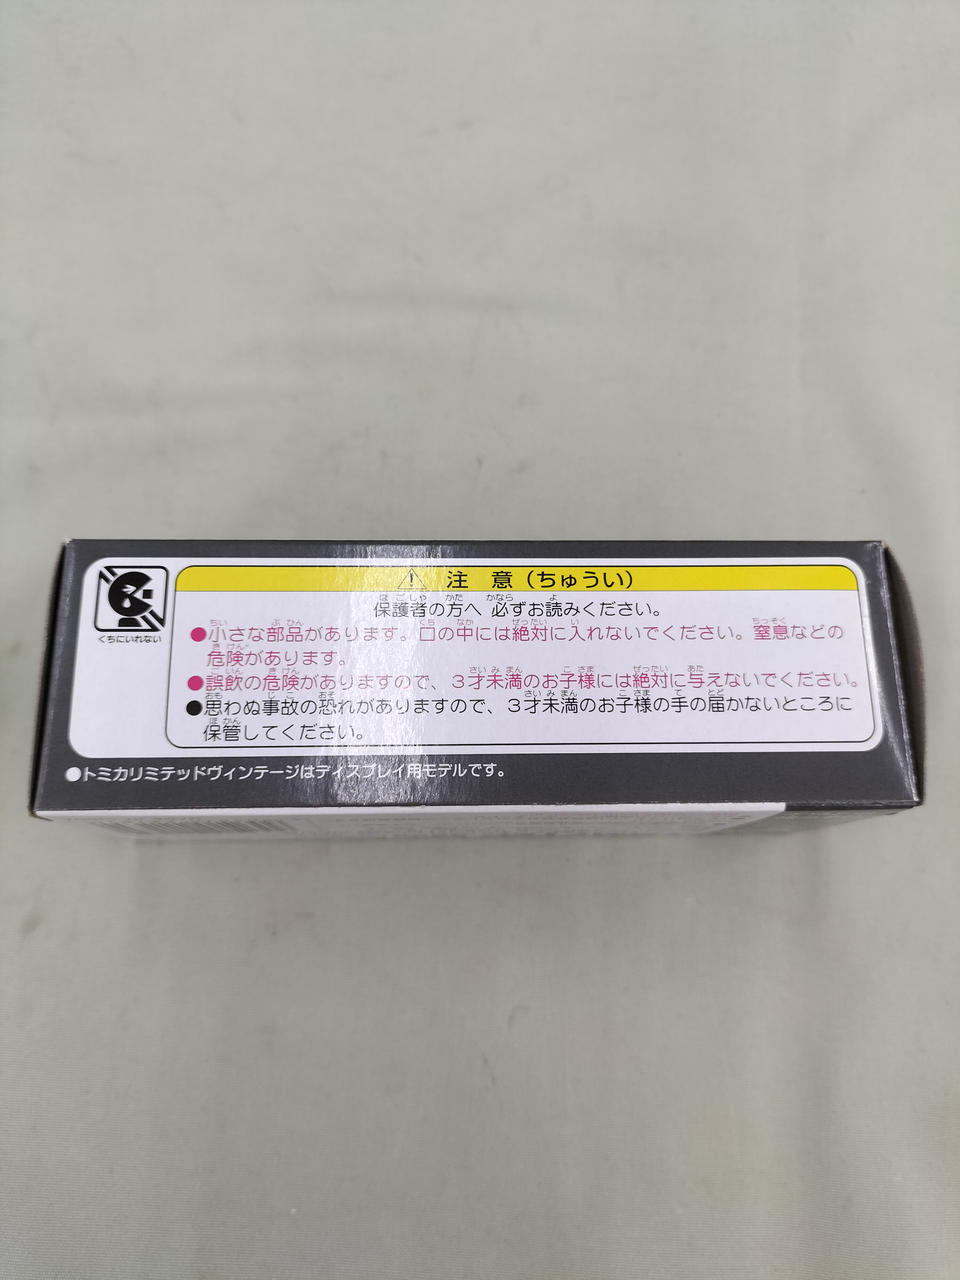 注 意（ちゅうい）
保護者の方へ 必ずお読みください。
●小さな部品があります。口の中には絶対に入れないでください。窒息などの
危険があります。
●誤飲の危険がありますので、３才未満のお子様には絶対に与えないでください。
●思わぬ事故の恐れがありますので、３才未満のお子様の手の届かないところに
保管してください。
くちにいれない
●トミカリミテッドヴィンテージはディスプレイ用モデルです。